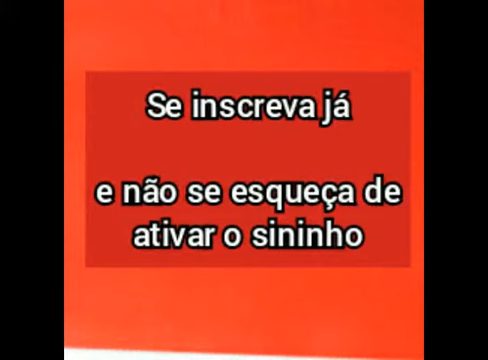 Se inscreva já
e não se esqueça de
ativar o sininho